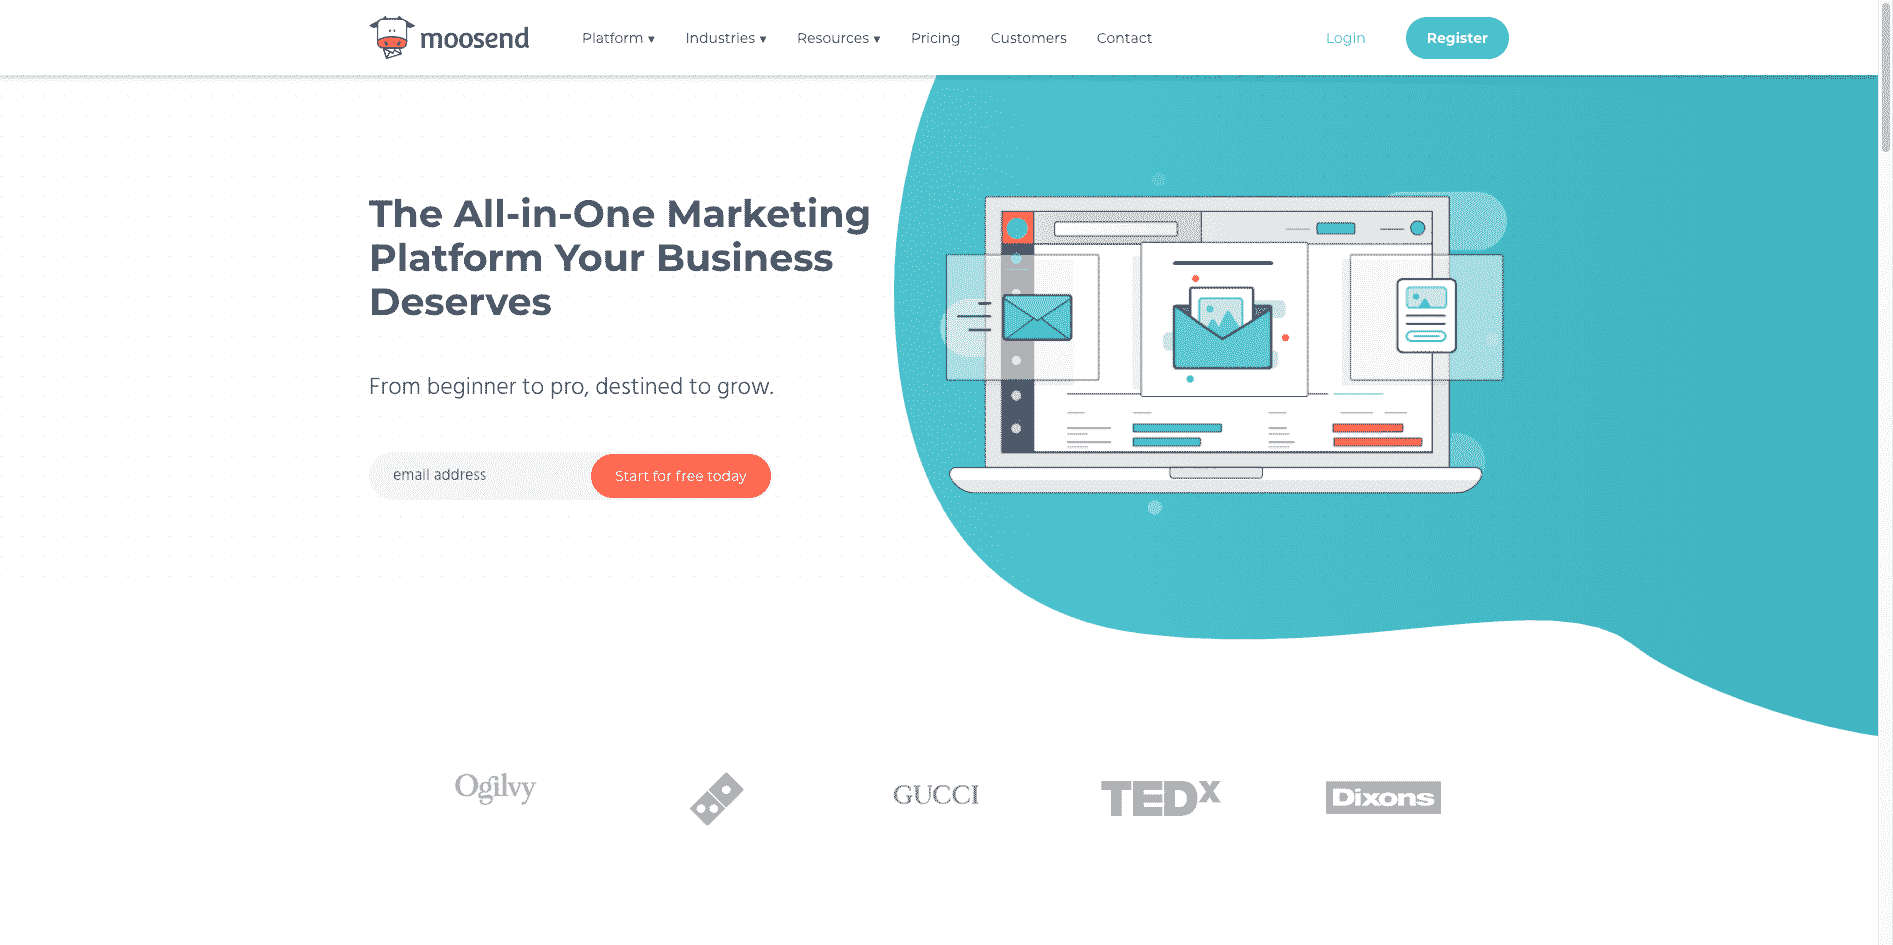 moosend
Platform ▾ Industries ▾ Resources ▾ Pricing Customers Contact Login Register
The All-in-One Marketing
Platform Your Business
Deserves
From beginner to pro, destined to grow.
email address Start for free today
Ogilvy GUCCI TEDx Dixons